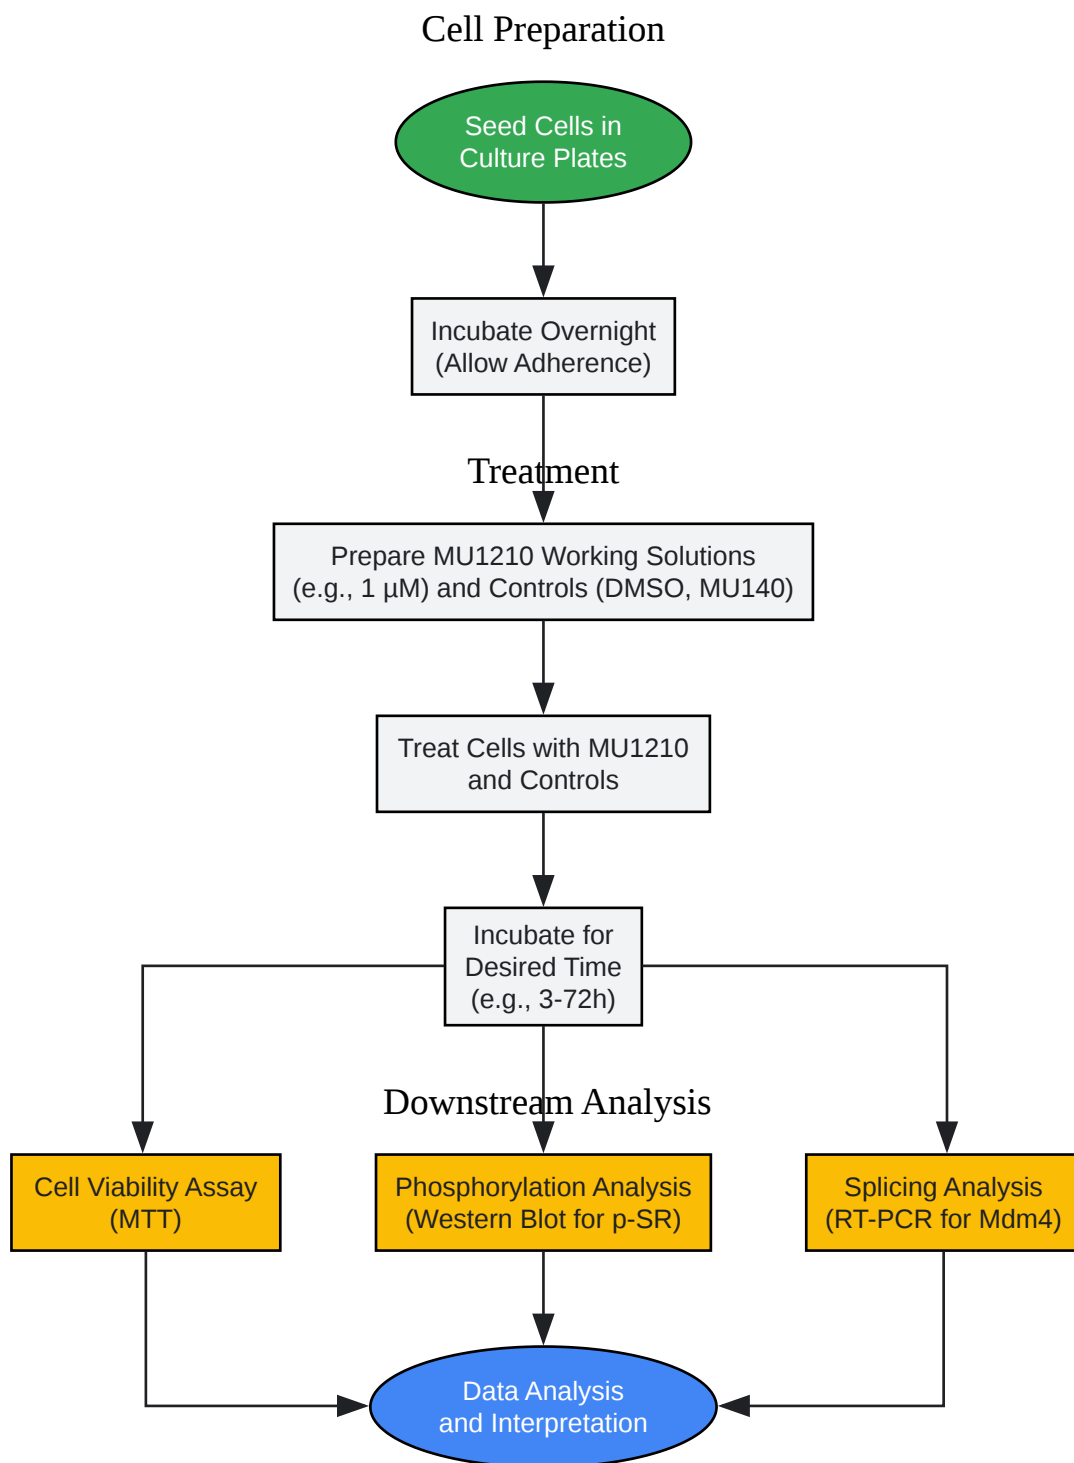 Cell Preparation
Seed Cells in
Culture Plates
Incubate Overnight
(Allow Adherence)
Treatment
Prepare MU1210 Working Solutions
(e.g., 1 µM) and Controls (DMSO, MU140)
Treat Cells with MU1210
and Controls
Incubate for
Desired Time
(e.g., 3-72h)
Downstream Analysis
Cell Viability Assay
(MTT)
Phosphorylation Analysis
(Western Blot for p-SR)
Splicing Analysis
(RT-PCR for Mdm4)
Data Analysis
and Interpretation